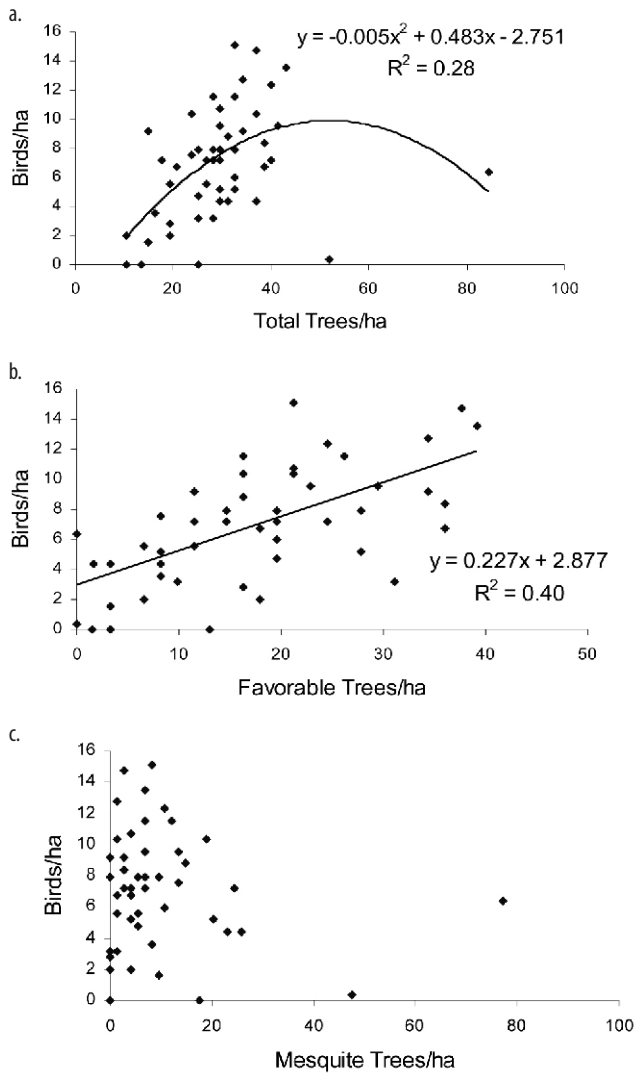 a.
y = -0.005x² + 0.483x - 2.751
R² = 0.28
Birds/ha
16
14
12
10
8
6
4
2
0
0 20 40 60 80 100
Total Trees/ha
b.
Birds/ha
16
14
12
10
8
6
4
2
0
y = 0.227x + 2.877
R² = 0.40
0 10 20 30 40 50
Favorable Trees/ha
c.
Birds/ha
16
14
12
10
8
6
4
2
0
0 20 40 60 80 100
Mesquite Trees/ha